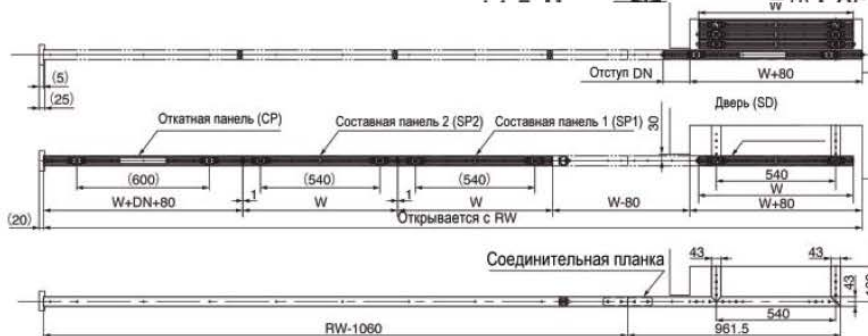 W
(5)
(25)
Отступ DN
W+80
Откатная панель (CP)
Составная панель 2 (SP2)
Составная панель 1 (SP1)
30
Дверь (SD)
(600)
(540)
(540)
540
W
W+DN+80
1
W
1
W
W-80
W+80
(20)
Открывается с RW
Соединительная планка
43
43
43
540
RW-1060
961.5